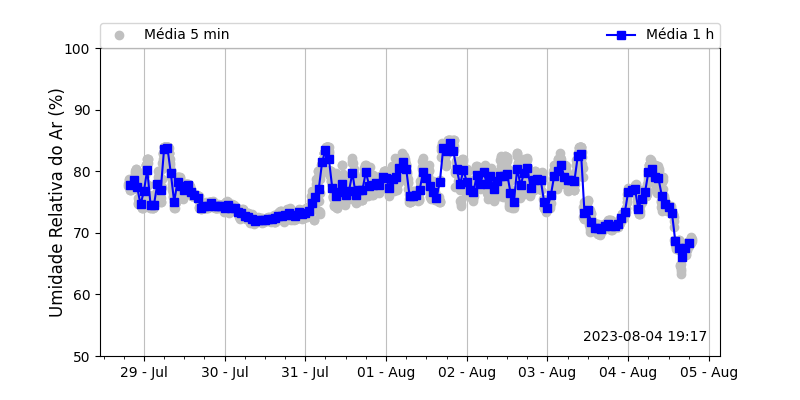 Média 5 min
Média 1 h
Umidade Relativa do Ar (%)
100
90
80
70
60
50
2023-08-04 19:17
29 - Jul
30 - Jul
31 - Jul
01 - Aug
02 - Aug
03 - Aug
04 - Aug
05 - Aug